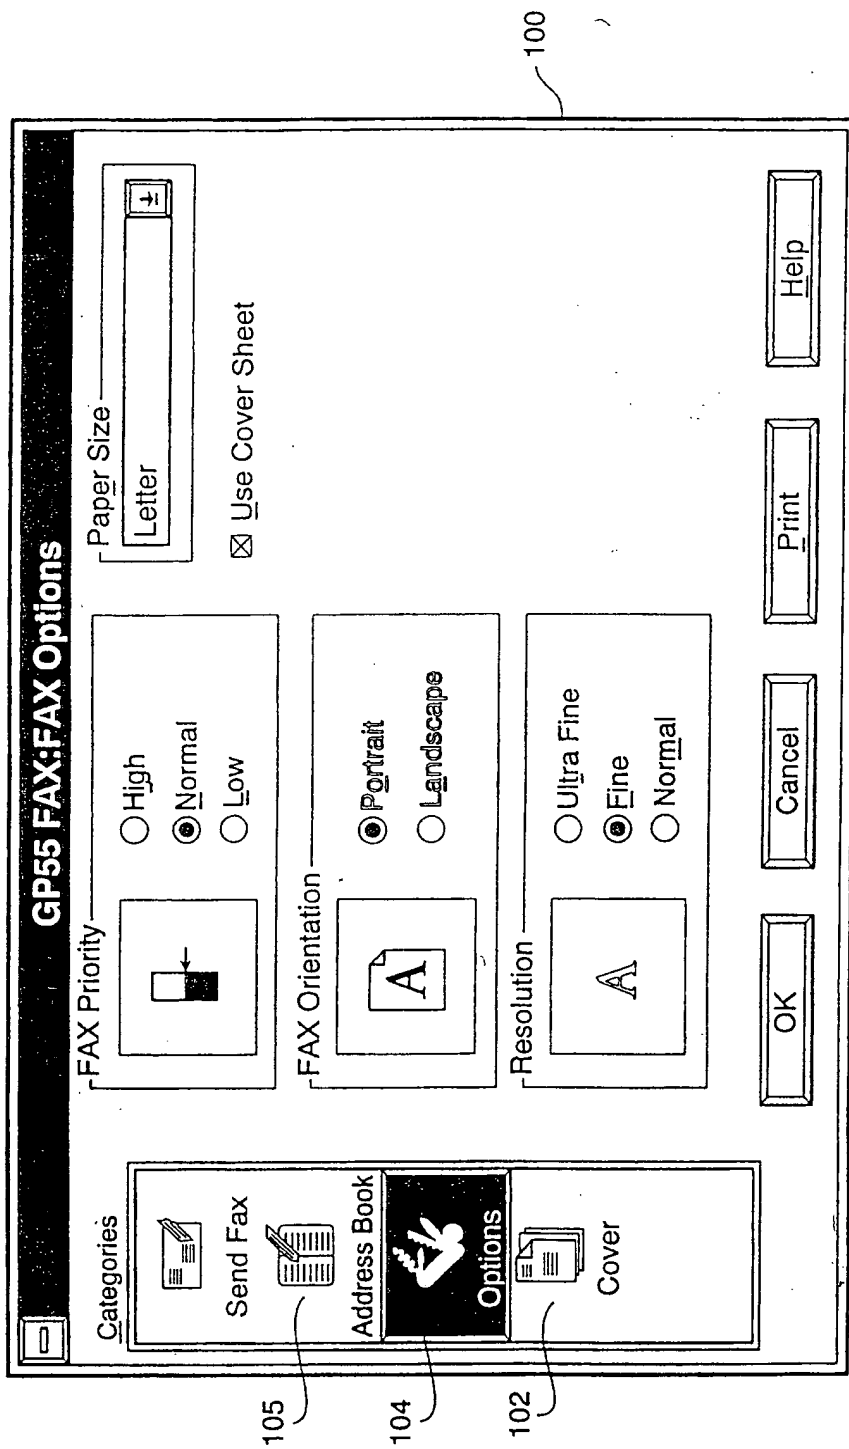 GP55 FAX:FAX Options
Categories
Send Fax
Address Book
Options
Cover
FAX Priority
High
Normal
Low
FAX Orientation
A
Portrait
Landscape
Resolution
A
Ultra Fine
Fine
Normal
Paper Size
Letter
Use Cover Sheet
OK
Cancel
Print
Help
105
104
102
100